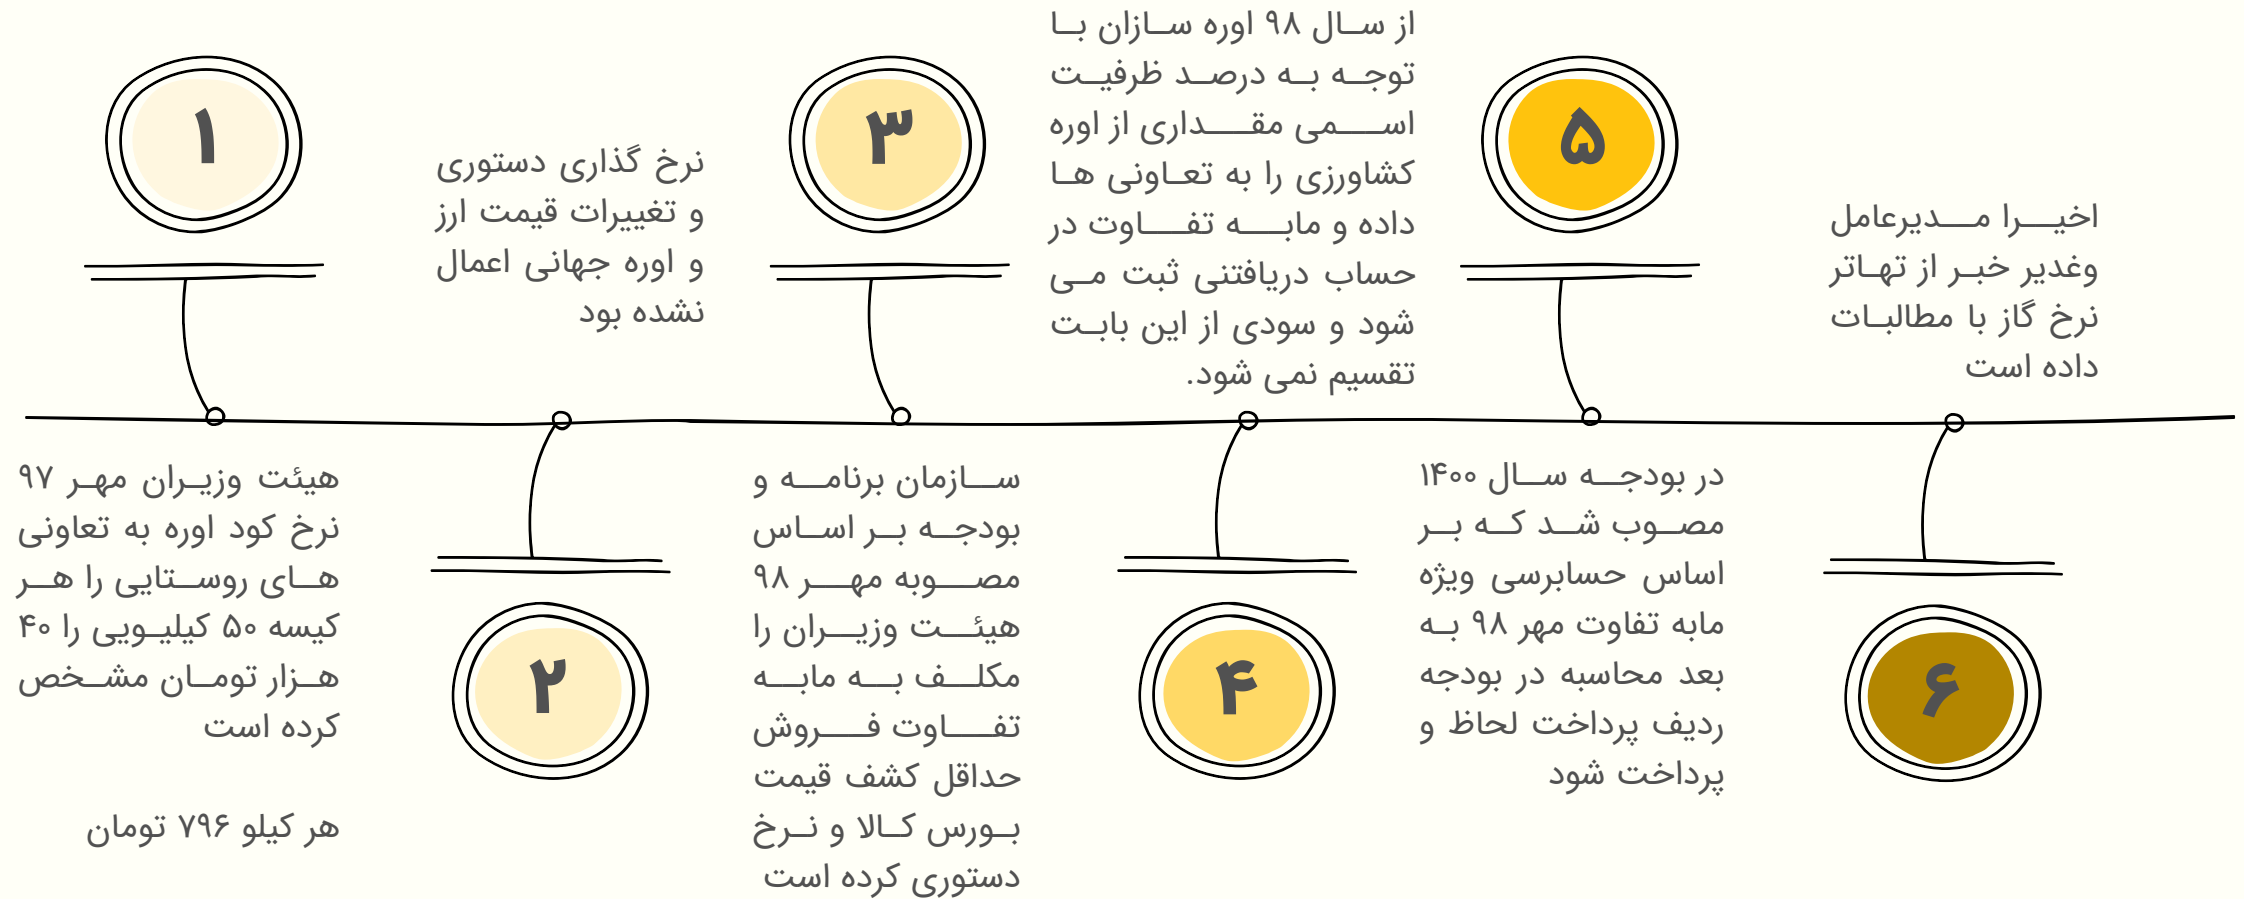 ۱
هیئت وزیران مهر ۹۷
نرخ کود اوره به تعاونی
های روستایی را هر
کیسه ۵۰ کیلیویی را ۴۰
هزار تومان مشخص
کرده است
هر کیلو ۷۹۶ تومان
نرخ گذاری دستوری
و تغییرات قیمت ارز
و اوره جهانی اعمال
نشده بود
۲
۳
سازمان برنامه و
بودجه بر اساس
مصوبه مهر ۹۸
هیئت وزیران را
مکلف به مابه
تفاوت فروش
حداقل کشف قیمت
بورس کالا و نرخ
دستوری کرده است
از سال ۹۸ اوره سازان با
توجه به درصد ظرفیت
اسمی مقداری از اوره
کشاورزی را به تعاونی ها
داده و مابه تفاوت در
حساب دریافتنی ثبت می
شود و سودی از این بابت
تقسیم نمی شود.
۴
۵
در بودجه سال ۱۴۰۰
مصوب شد که بر
اساس حسابرسی ویژه
مابه تفاوت مهر ۹۸ به
بعد محاسبه در بودجه
ردیف پرداخت لحاظ و
پرداخت شود
اخیرا مدیرعامل
وغدیر خبر از تهاتر
نرخ گاز با مطالبات
داده است
۶